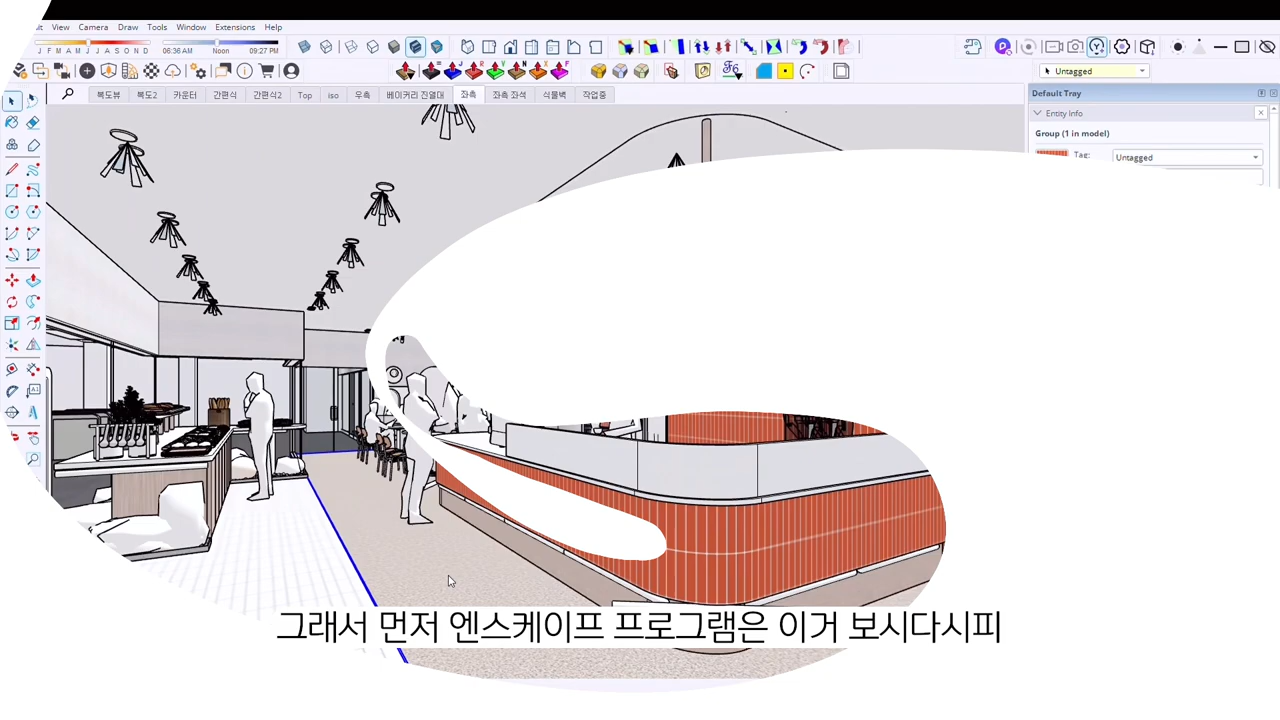 View Camera Draw Tools Window Extensions Help
J F M A M J J A S O N D
06:36 AM Noon 09:27 PM
Untagged
복도뷰 복도2 카운터 간편식 간편식2 Top iso 우측 베이커리 진열대 좌측 좌측 좌석 식물벽 작업중
Default Tray
Entity Info
Group (1 in model)
Tag: Untagged
그래서 먼저 엔스케이프 프로그램은 이거 보시다시피